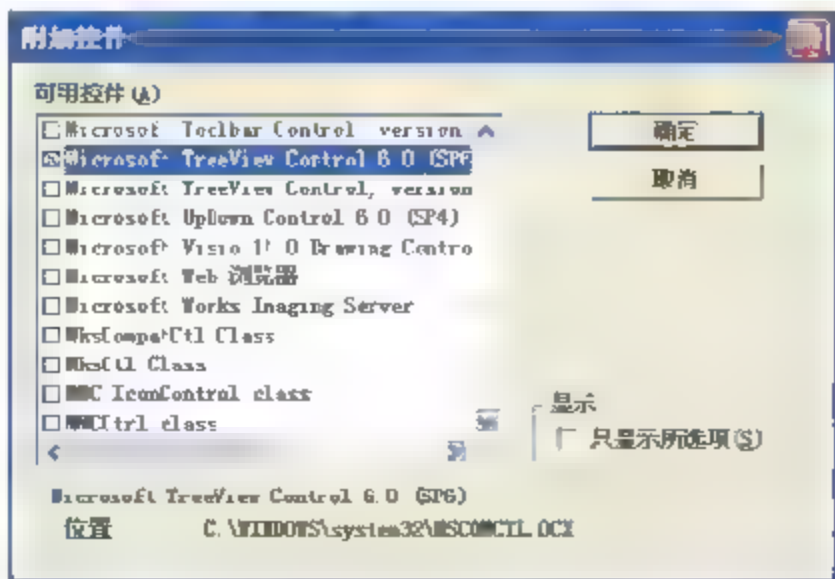 附加控件
可用控件(A)
Microsoft Toolbar Control version
Microsoft TreeView Control 6.0 (SP6
Microsoft TreeView Control, version
Microsoft UpDown Control 6.0 (SP4)
Microsoft Visio 11.0 Drawing Contro
Microsoft Web 浏览器
Microsoft Works Imaging Server
WksCompatCtl Class
WksCtl Class
IconControl class
class
确定
取消
显示
只显示所选项(S)
Microsoft TreeView Control 6.0 (SP6)
位置 C:\WINDOWS\system32\MSCOMCTL.OCX